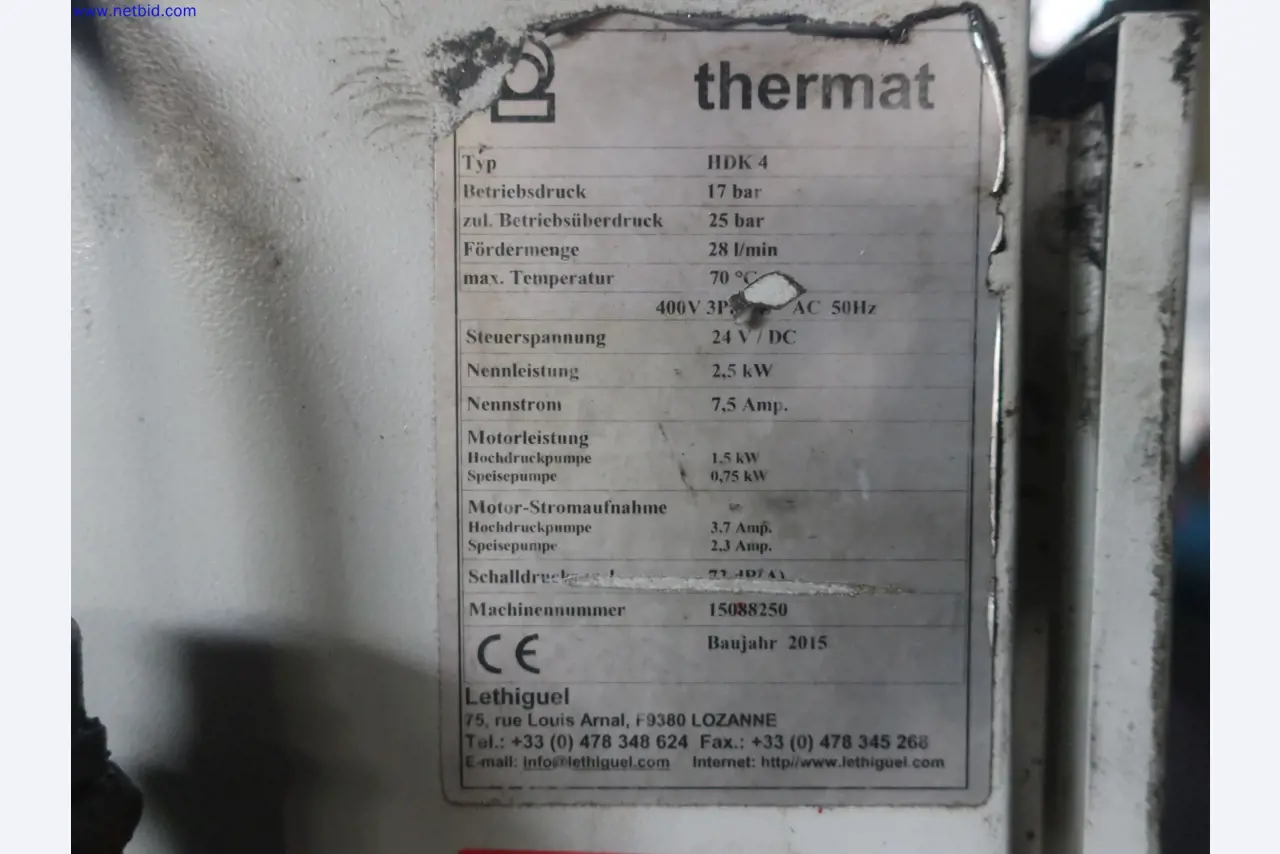 www.netbid.com
thermat
Typ HDK 4
Betriebsdruck 17 bar
zul. Betriebsüberdruck 25 bar
Fördermenge 28 l/min
max. Temperatur 70 °C
400V AC 50Hz
Steuerspannung 24 V / DC
Nennleistung 2,5 kW
Nennstrom 7,5 Amp.
Motorleistung
Hochdruckpumpe 1,5 kW
Speisepumpe 0,75 kW
Motor-Stromaufnahme
Hochdruckpumpe 3,7 Amp.
Speisepumpe 2,3 Amp.
Machinennummer 15088250
CE Baujahr 2015
Lethiguel
75, rue Louis Arnal, F9380 LOZANNE
Tel.: +33 (0) 478 348 624 Fax.: +33 (0) 478 345 268
E-mail: info@lethiguel.com Internet: http//www.lethiguel.com